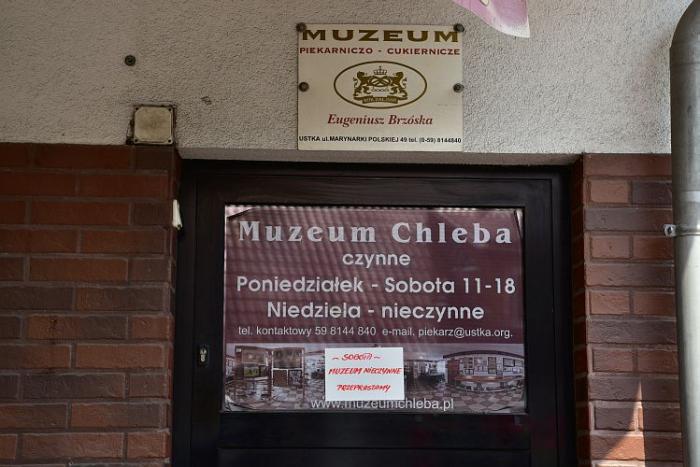 MUZEUM
PIEKARNICZO - CUKIERNICZE
Eugeniusz Brzóska
USTKA ul.MARYNARKI POLSKIEJ 49 tel. (0-59) 8144840
Muzeum Chleba
czynne
Poniedziałek - Sobota 11-18
Niedziela - nieczynne
tel. kontaktowy 59 8144 840 e-mail. piekarz@ustka.org.
~ SOBOTA ~
MUZEUM NIECZYNNE
PRZEPRASZAMY
www.muzeumchleba.pl